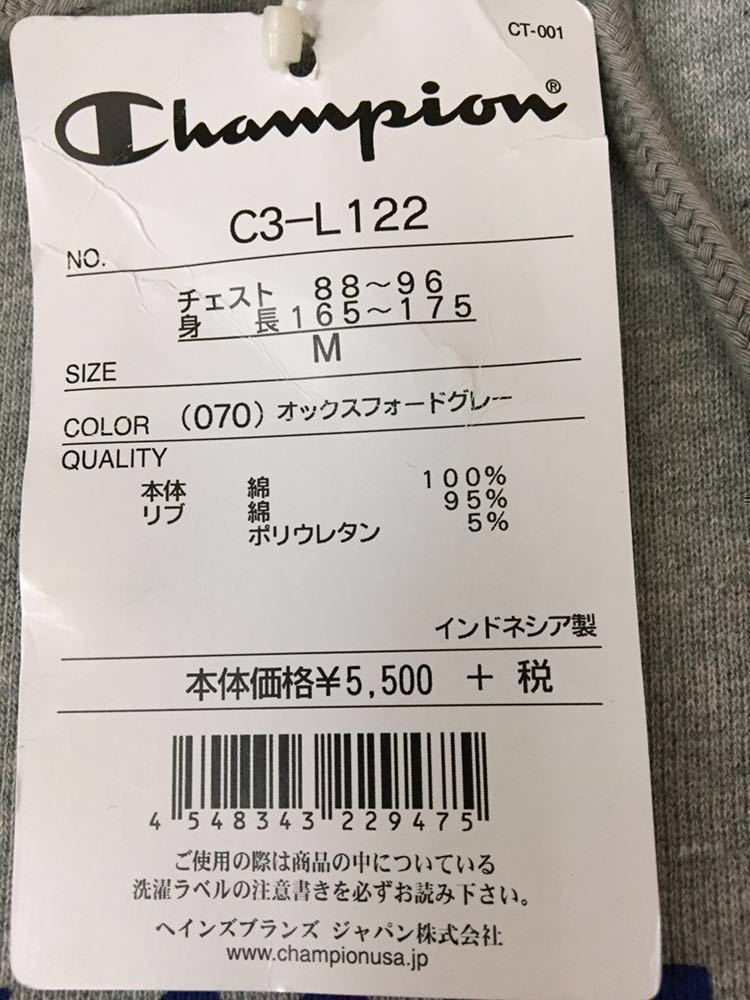 CT-001
Champion®
NO. C3-L122
チェスト 88～96
身長 165～175
SIZE M
COLOR (070) オックスフォードグレー
QUALITY
本体 綿 100%
リブ 綿 95%
ポリウレタン 5%
インドネシア製
本体価格¥5,500 + 税
4 548343 229475
ご使用の際は商品の中についている
洗濯ラベルの注意書きを必ずお読み下さい。
ヘインズブランズ ジャパン株式会社
www.championusa.jp